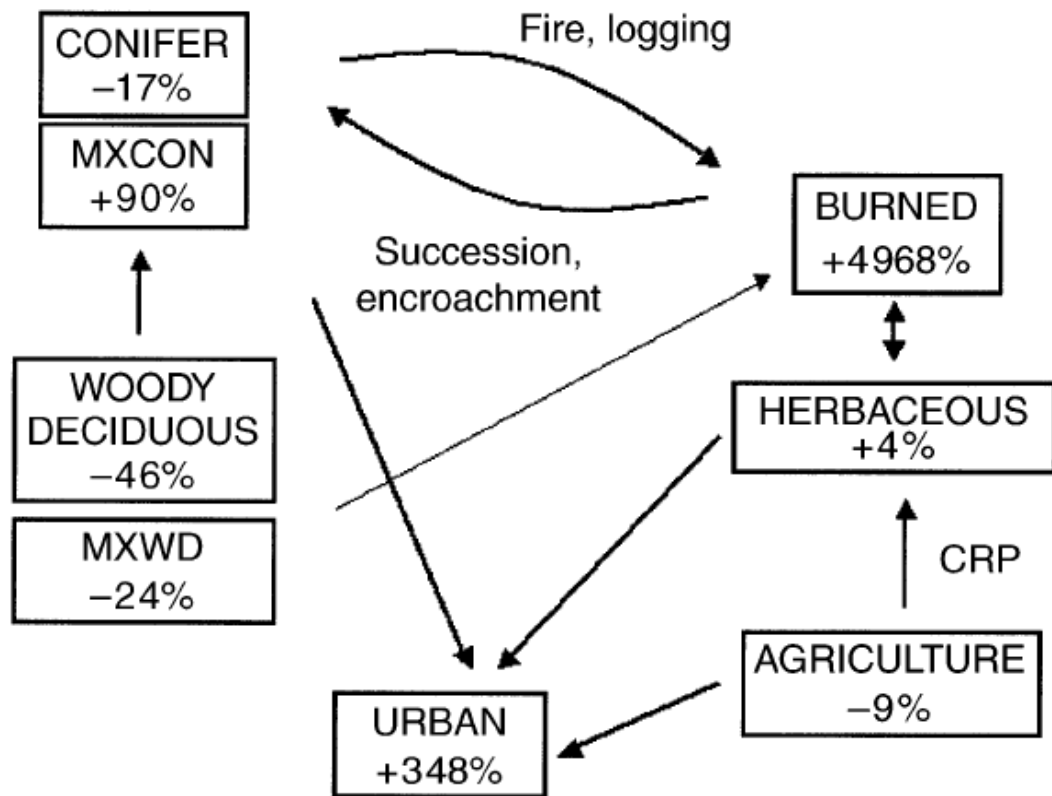 CONIFER
−17%
MXCON
+90%
Fire, logging
BURNED
+4968%
Succession,
encroachment
WOODY
DECIDUOUS
−46%
MXWD
−24%
HERBACEOUS
+4%
CRP
AGRICULTURE
−9%
URBAN
+348%